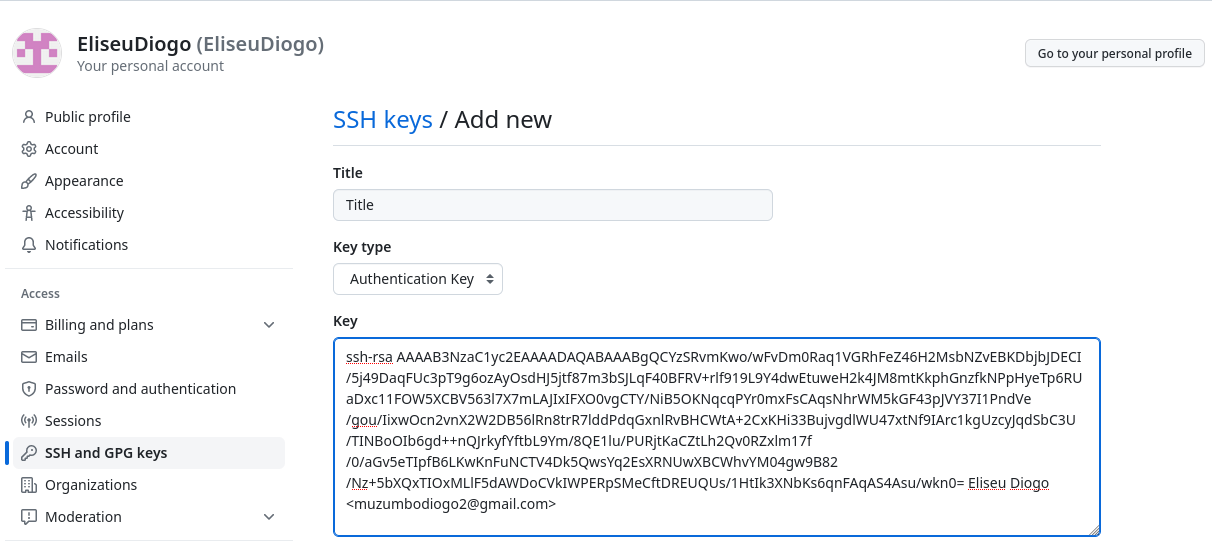 EliseuDiogo (EliseuDiogo)
Your personal account
Go to your personal profile
Public profile
Account
Appearance
Accessibility
Notifications
Access
Billing and plans
Emails
Password and authentication
Sessions
SSH and GPG keys
Organizations
Moderation
SSH keys / Add new
Title
Title
Key type
Authentication Key
Key
ssh-rsa AAAAB3NzaC1yc2EAAAADAQABAAABgQCYzSRvmKwo/wFvDm0Raq1VGRhFeZ46H2MsbNZvEBKDbjbJDECI
/5j49DaqFUc3pT9g6ozAyOsdHJ5jtf87m3bSJLqF40BFRV+rlf919L9Y4dwEtuweH2k4JM8mtKkphGnzfkNPpHyeTp6RU
aDxc11FOW5XCBV563l7X7mLAJIxIFXO0vgCTY/NiB5OKNqcqPYr0mxFsCAqsNhrWM5kGF43pJVY37I1PndVe
/gou/IixwOcn2vnX2W2DB56lRn8trR7lddPdqGxnlRvBHCWtA+2CxKHi33BujvgdlWU47xtNf9IArc1kgUzcyJqdSbC3U
/TINBoOIb6gd++nQJrkyfYftbL9Ym/8QE1lu/PURjtKaCZtLh2Qv0RZxlm17f
/0/aGv5eTIpfB6LKwKnFuNCTV4Dk5QwsYq2EsXRNUwXBCWhvYM04gw9B82
/Nz+5bXQxTIOxMLlF5dAWDoCVkIWPERpSMeCftDREUQUs/1HtIk3XNbKs6qnFAqAS4Asu/wkn0= Eliseu Diogo
<muzumbodiogo2@gmail.com>